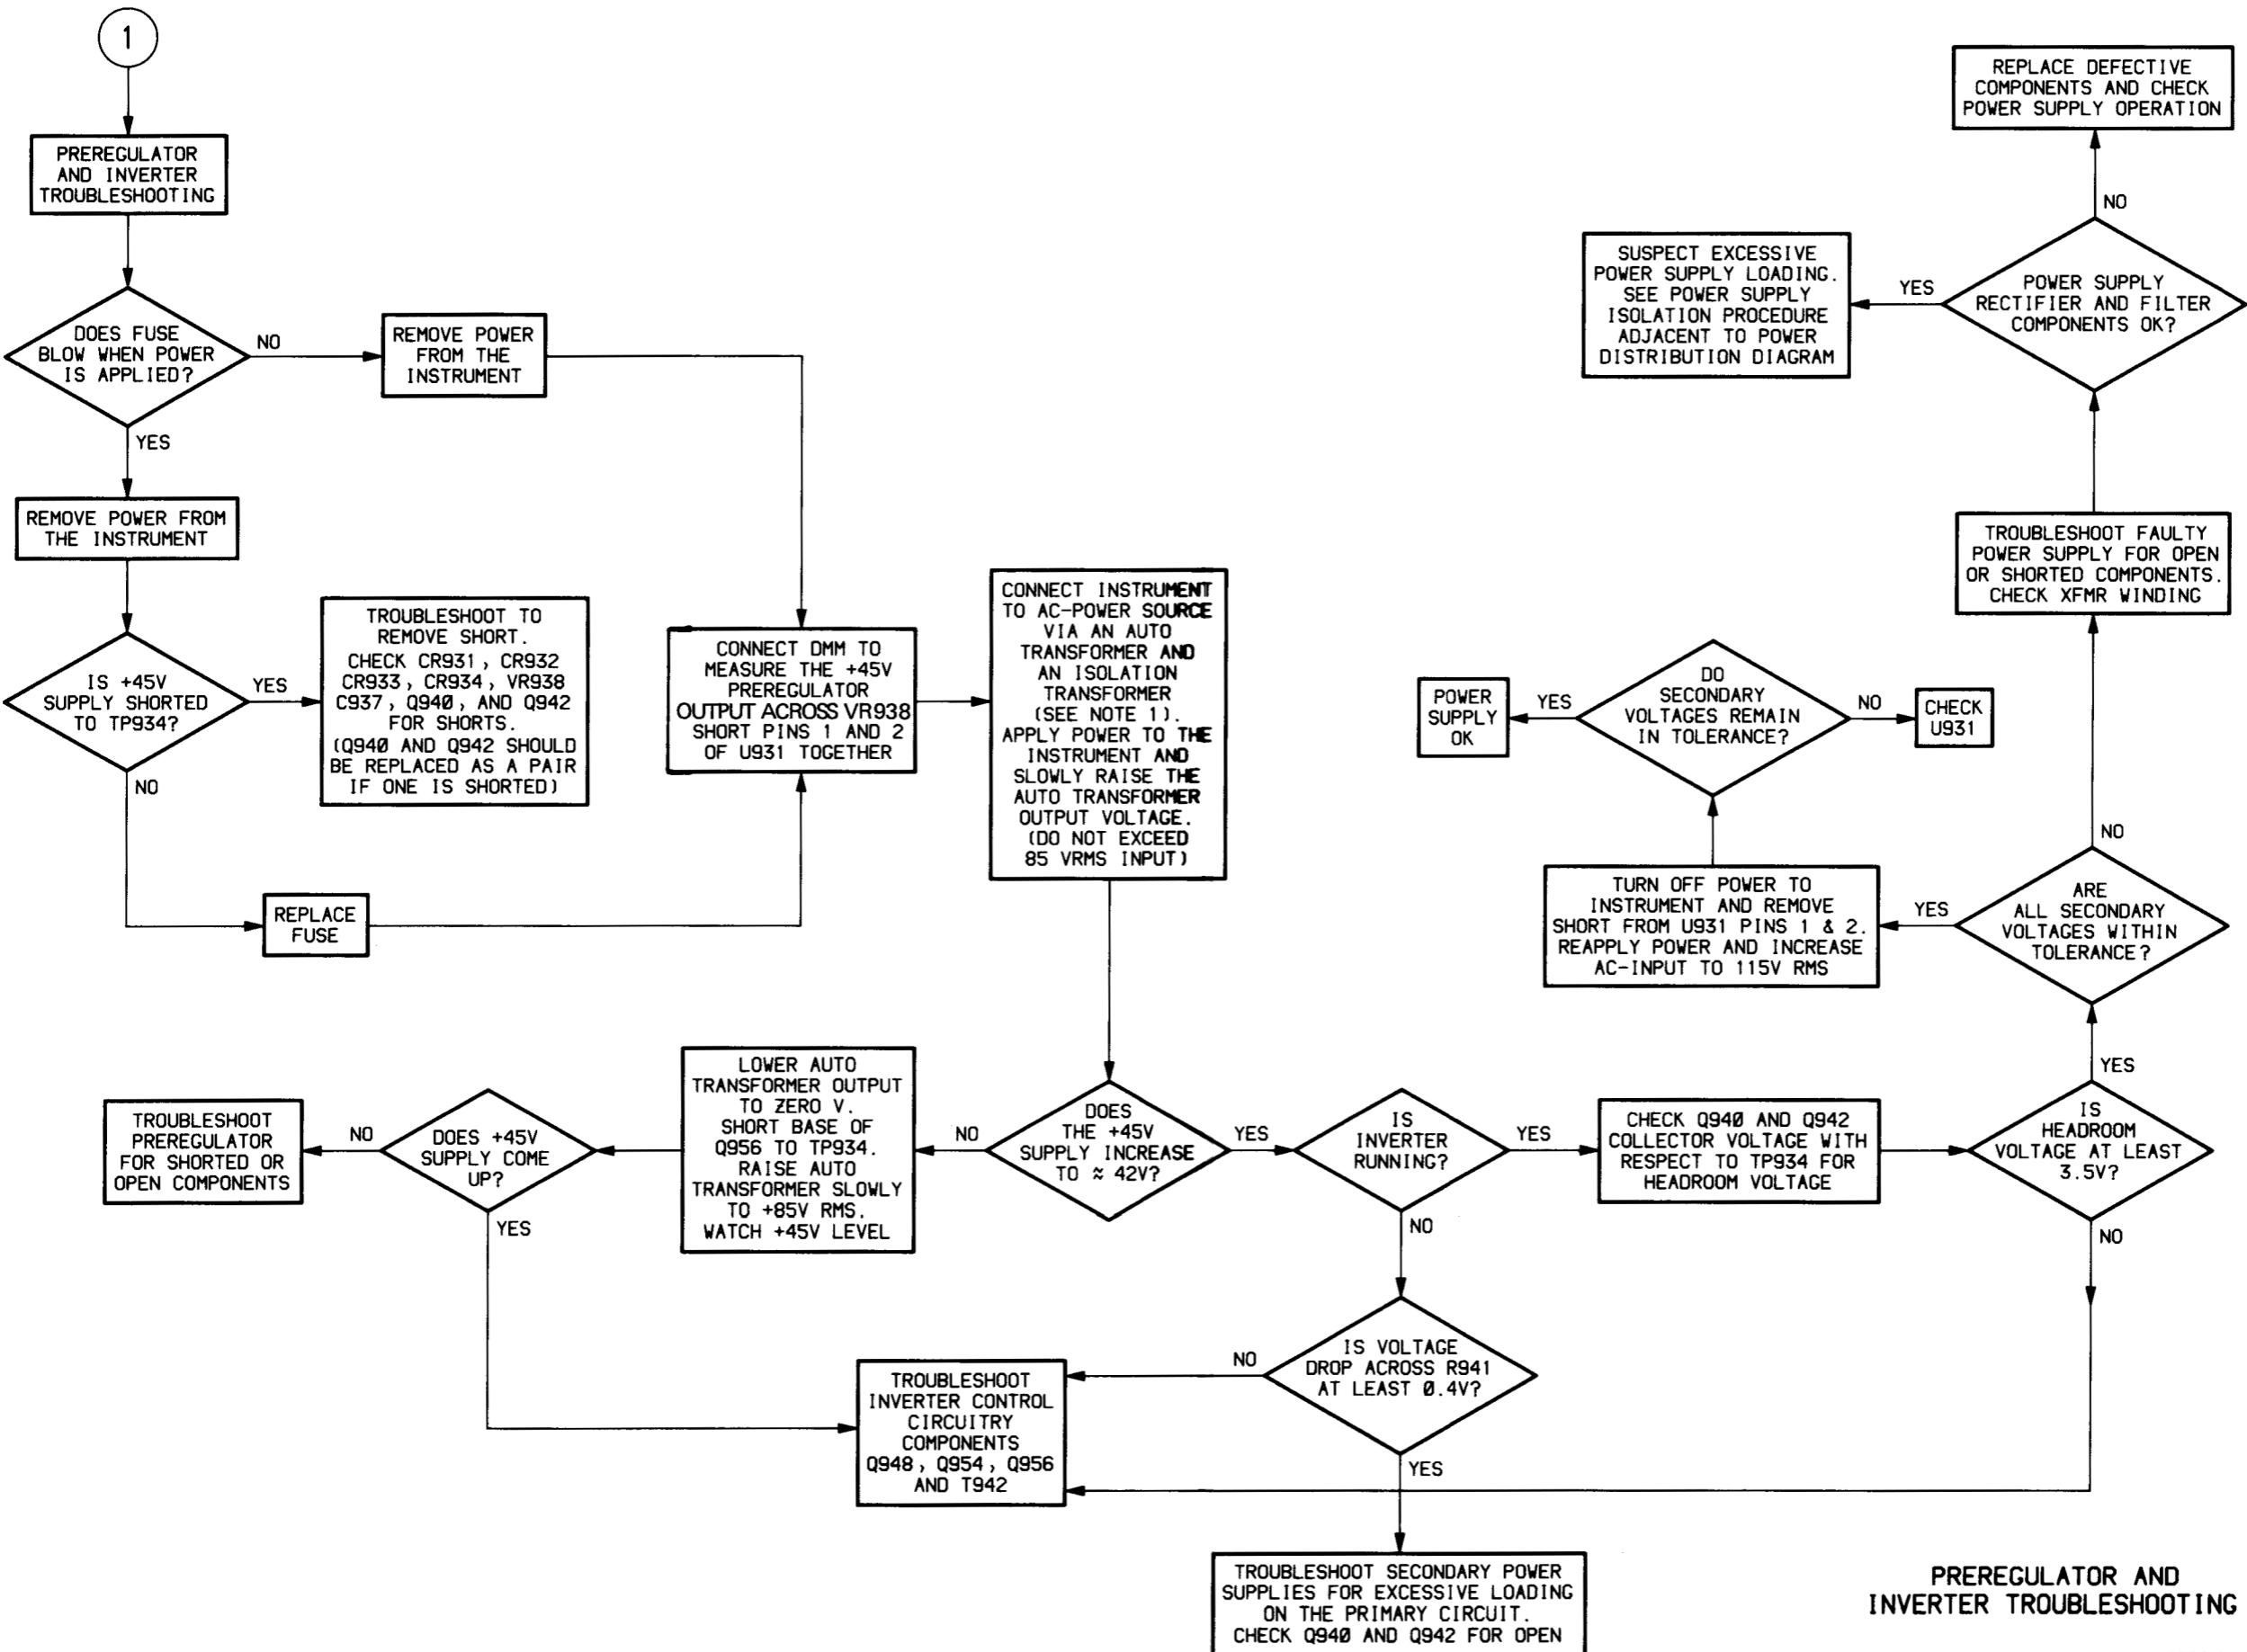 1
PREREGULATOR
AND INVERTER
TROUBLESHOOTING
DOES FUSE
BLOW WHEN POWER
IS APPLIED?
NO
YES
REMOVE POWER
FROM THE
INSTRUMENT
REMOVE POWER FROM
THE INSTRUMENT
IS +45V
SUPPLY SHORTED
TO TP934?
YES
NO
TROUBLESHOOT TO
REMOVE SHORT.
CHECK CR931, CR932
CR933, CR934, VR938
C937, Q940, AND Q942
FOR SHORTS.
(Q940 AND Q942 SHOULD
BE REPLACED AS A PAIR
IF ONE IS SHORTED)
REPLACE
FUSE
CONNECT DMM TO
MEASURE THE +45V
PREREGULATOR
OUTPUT ACROSS VR938
SHORT PINS 1 AND 2
OF U931 TOGETHER
CONNECT INSTRUMENT
TO AC-POWER SOURCE
VIA AN AUTO
TRANSFORMER AND
AN ISOLATION
TRANSFORMER
(SEE NOTE 1).
APPLY POWER TO THE
INSTRUMENT AND
SLOWLY RAISE THE
AUTO TRANSFORMER
OUTPUT VOLTAGE.
(DO NOT EXCEED
85 VRMS INPUT)
DOES
THE +45V
SUPPLY INCREASE
TO ≈ 42V?
NO
YES
LOWER AUTO
TRANSFORMER OUTPUT
TO ZERO V.
SHORT BASE OF
Q956 TO TP934.
RAISE AUTO
TRANSFORMER SLOWLY
TO +85V RMS.
WATCH +45V LEVEL
DOES +45V
SUPPLY COME
UP?
NO
YES
TROUBLESHOOT
PREREGULATOR
FOR SHORTED OR
OPEN COMPONENTS
IS
INVERTER
RUNNING?
YES
NO
IS VOLTAGE
DROP ACROSS R941
AT LEAST 0.4V?
NO
YES
TROUBLESHOOT
INVERTER CONTROL
CIRCUITRY
COMPONENTS
Q948, Q954, Q956
AND T942
TROUBLESHOOT SECONDARY POWER
SUPPLIES FOR EXCESSIVE LOADING
ON THE PRIMARY CIRCUIT.
CHECK Q940 AND Q942 FOR OPEN
CHECK Q940 AND Q942
COLLECTOR VOLTAGE WITH
RESPECT TO TP934 FOR
HEADROOM VOLTAGE
IS
HEADROOM
VOLTAGE AT LEAST
3.5V?
YES
NO
ARE
ALL SECONDARY
VOLTAGES WITHIN
TOLERANCE?
YES
NO
TURN OFF POWER TO
INSTRUMENT AND REMOVE
SHORT FROM U931 PINS 1 & 2.
REAPPLY POWER AND INCREASE
AC-INPUT TO 115V RMS
DO
SECONDARY
VOLTAGES REMAIN
IN TOLERANCE?
YES
NO
POWER
SUPPLY
OK
CHECK
U931
TROUBLESHOOT FAULTY
POWER SUPPLY FOR OPEN
OR SHORTED COMPONENTS.
CHECK XFMR WINDING
POWER SUPPLY
RECTIFIER AND FILTER
COMPONENTS OK?
YES
NO
SUSPECT EXCESSIVE
POWER SUPPLY LOADING.
SEE POWER SUPPLY
ISOLATION PROCEDURE
ADJACENT TO POWER
DISTRIBUTION DIAGRAM
REPLACE DEFECTIVE
COMPONENTS AND CHECK
POWER SUPPLY OPERATION
PREREGULATOR AND
INVERTER TROUBLESHOOTING